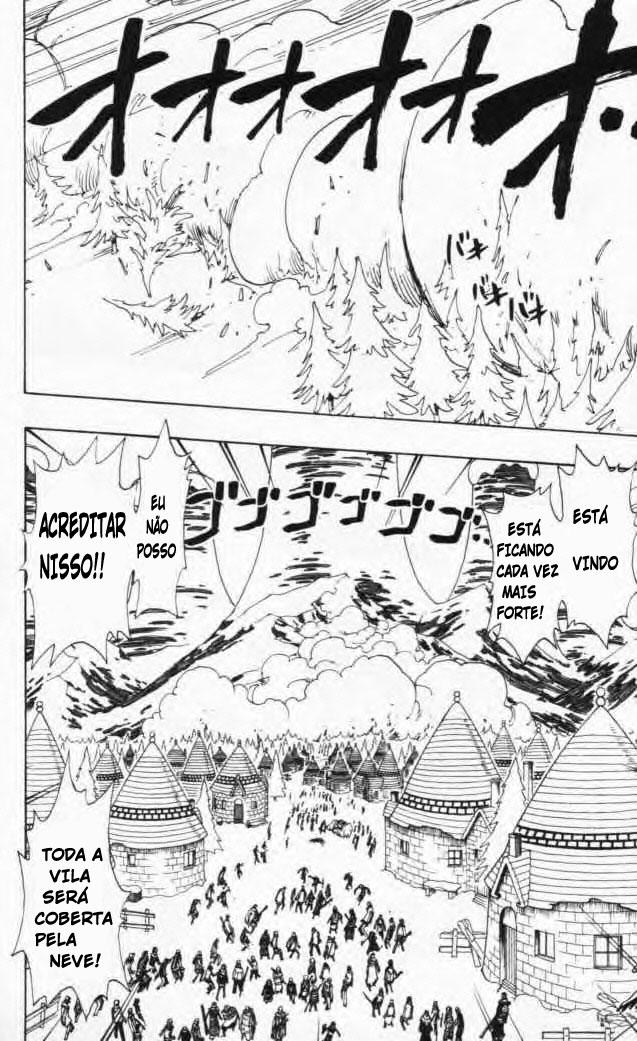 オオオオオオ
バキ
バキ
バキ
ゴゴゴゴゴゴ
ESTÁ
VINDO
ESTÁ
FICANDO
CADA VEZ
MAIS
FORTE!
EU
NÃO
POSSO
ACREDITAR
NISSO!!
TODA A
VILA
SERÁ
COBERTA
PELA
NEVE!